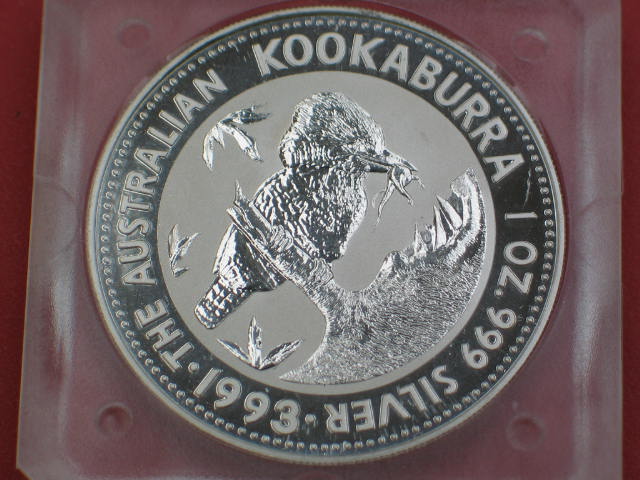 THE AUSTRALIAN KOOKABURRA 1 OZ. 999 SILVER · 1993 ·